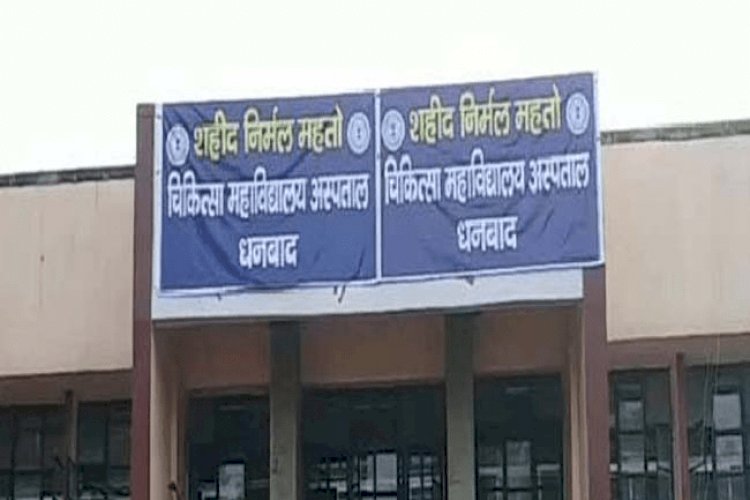 शहीद निर्मल महतो
चिकित्सा महाविद्यालय अस्पताल
धनबाद
शहीद निर्मल महतो
चिकित्सा महाविद्यालय अस्पताल
धनबाद